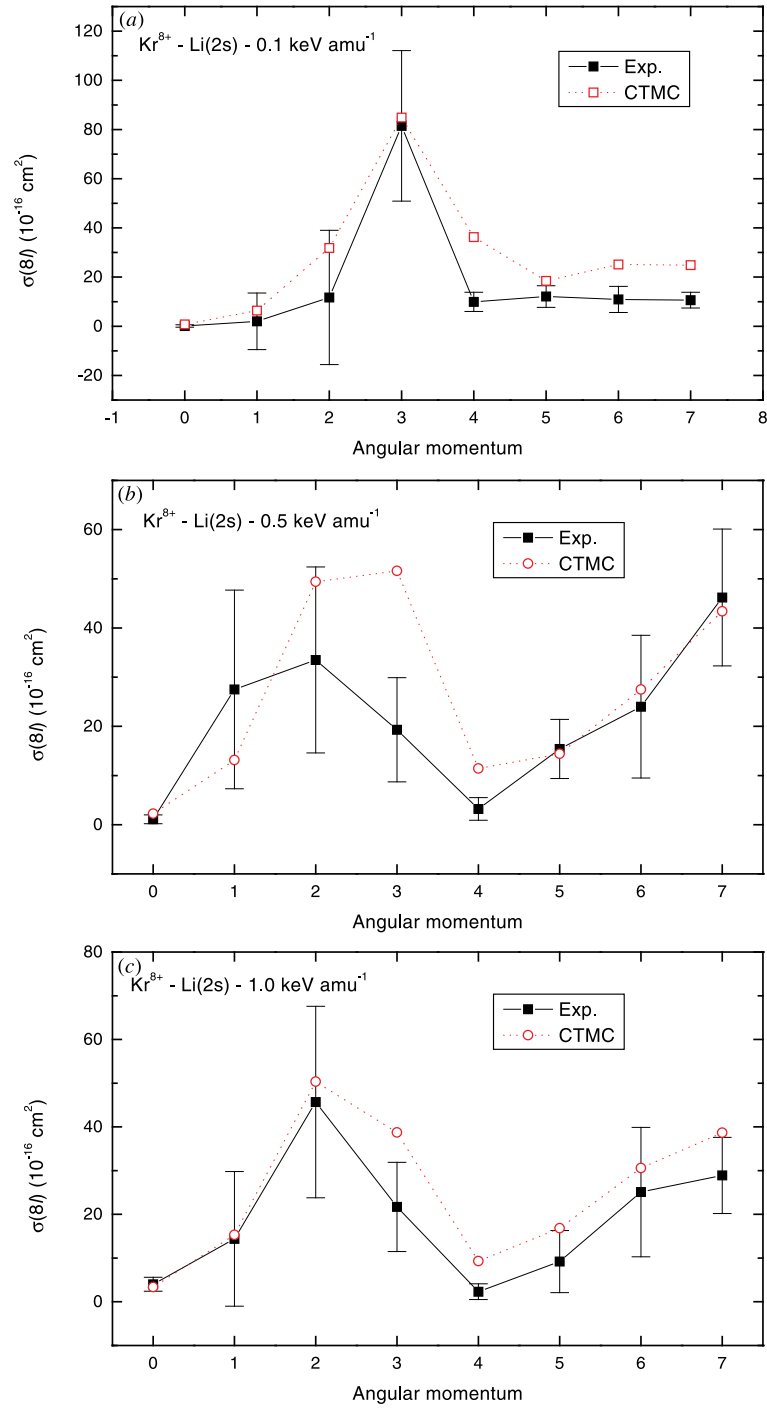 (a)
Kr8+ - Li(2s) - 0.1 keV amu-1
Exp.
CTMC
120
100
80
60
40
20
0
-20
σ(8l) (10-16 cm2)
-1 0 1 2 3 4 5 6 7 8
Angular momentum
(b)
Kr8+ - Li(2s) - 0.5 keV amu-1
Exp.
CTMC
60
40
20
0
σ(8l) (10-16 cm2)
0 1 2 3 4 5 6 7
Angular momentum
(c)
Kr8+ - Li(2s) - 1.0 keV amu-1
Exp.
CTMC
80
60
40
20
0
σ(8l) (10-16 cm2)
0 1 2 3 4 5 6 7
Angular momentum